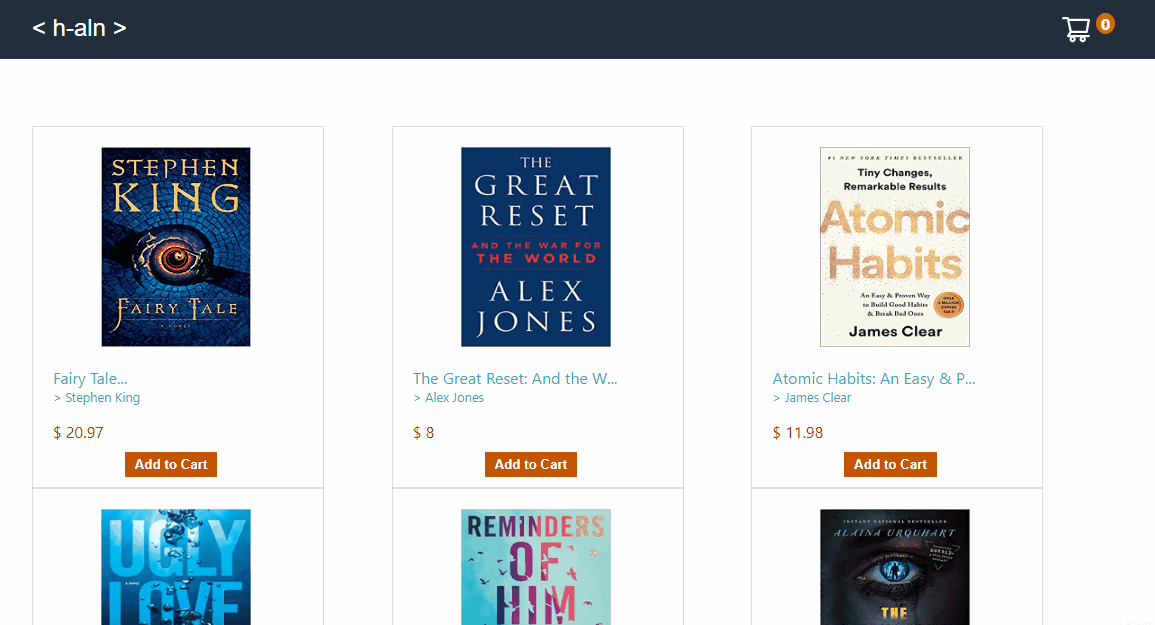 < h-aln >
0
STEPHEN
KING
FAIRY TALE
A NOVEL
THE
GREAT
RESET
AND THE WAR FOR
THE WORLD
ALEX
JONES
#1 NEW YORK TIMES BESTSELLER
Tiny Changes,
Remarkable Results
Atomic
Habits
An Easy & Proven Way
to Build Good Habits
& Break Bad Ones
James Clear
Fairy Tale...
> Stephen King
$ 20.97
Add to Cart
The Great Reset: And the W...
> Alex Jones
$ 8
Add to Cart
Atomic Habits: An Easy & P...
> James Clear
$ 11.98
Add to Cart
UGLY
LOVE
REMINDERS
OF
HIM
INSTANT NATIONAL BESTSELLER
ALAINA URQUHART
THE